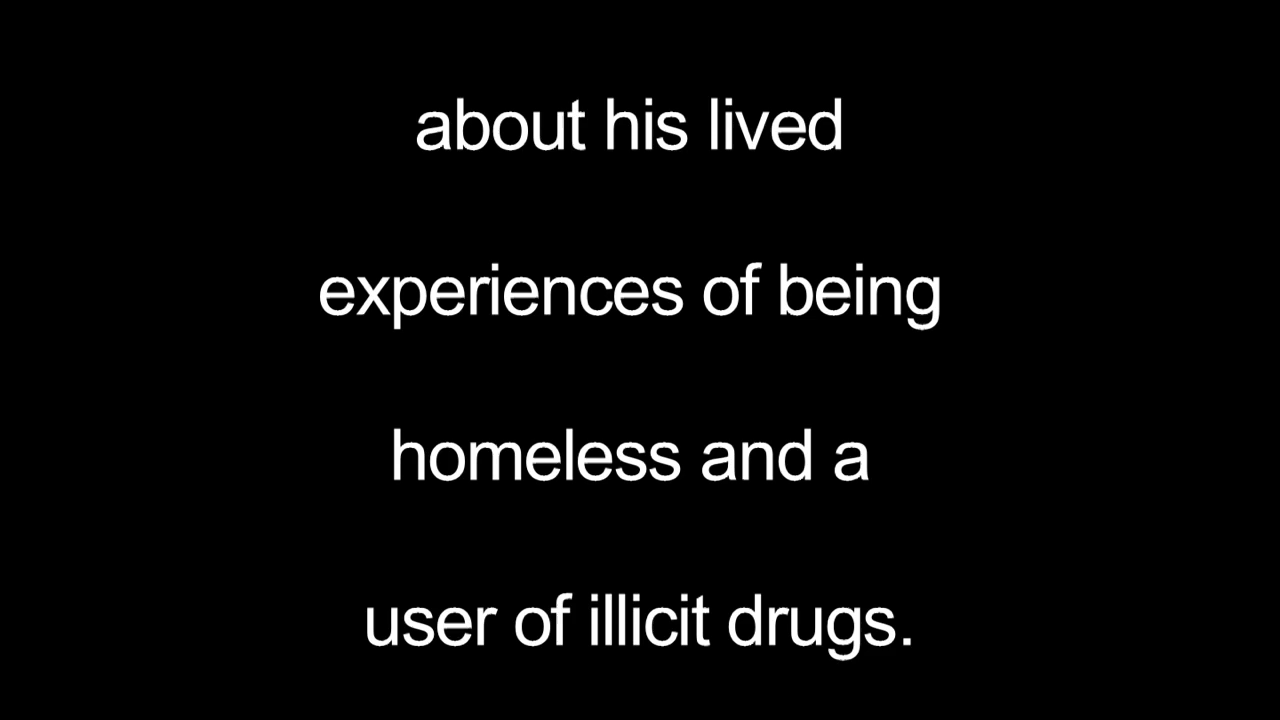 about his lived
experiences of being
homeless and a
user of illicit drugs.